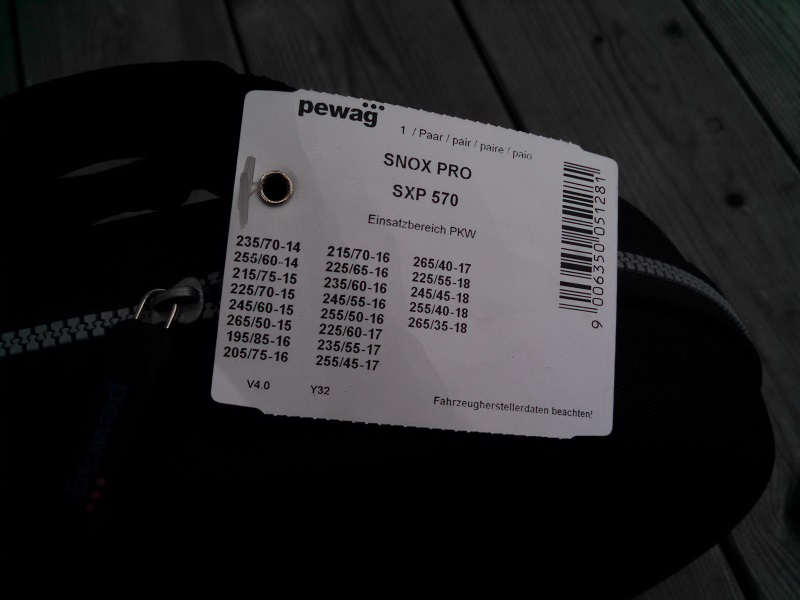 pewag
1 / Paar / pair / paire / paio
SNOX PRO
SXP 570
Einsatzbereich PKW
235/70-14
255/60-14
215/75-15
225/70-15
245/60-15
265/50-15
195/85-16
205/75-16
215/70-16
225/65-16
235/60-16
245/55-16
255/50-16
225/60-17
235/55-17
255/45-17
265/40-17
225/55-18
245/45-18
255/40-18
265/35-18
V4.0 Y32
Fahrzeugherstellerdaten beachten!
9 006350 051281
pewag